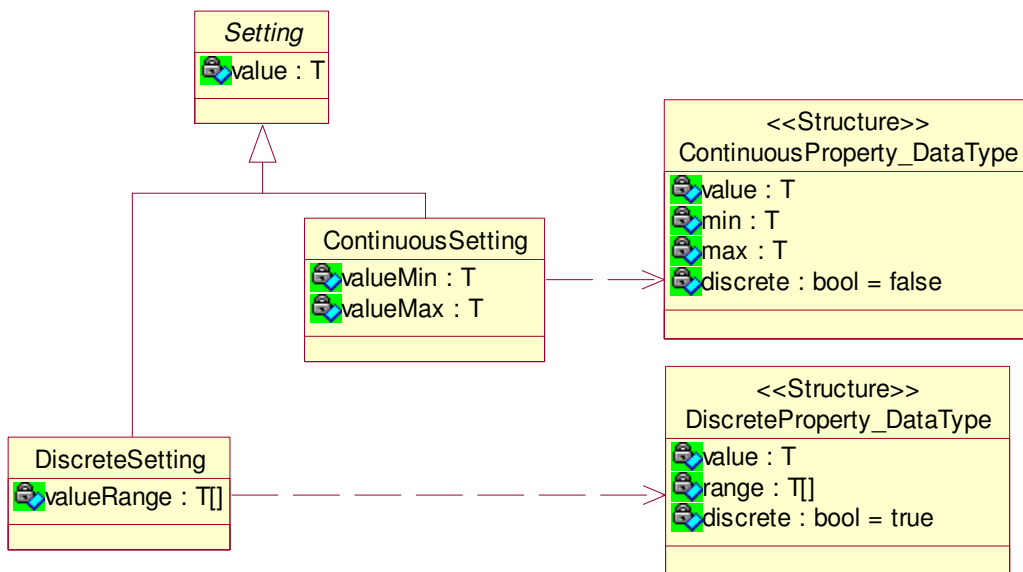 Setting
value : T
<<Structure>>
ContinuousProperty_DataType
value : T
min : T
max : T
discrete : bool = false
ContinuousSetting
valueMin : T
valueMax : T
<<Structure>>
DiscreteProperty_DataType
value : T
range : T[]
discrete : bool = true
DiscreteSetting
valueRange : T[]